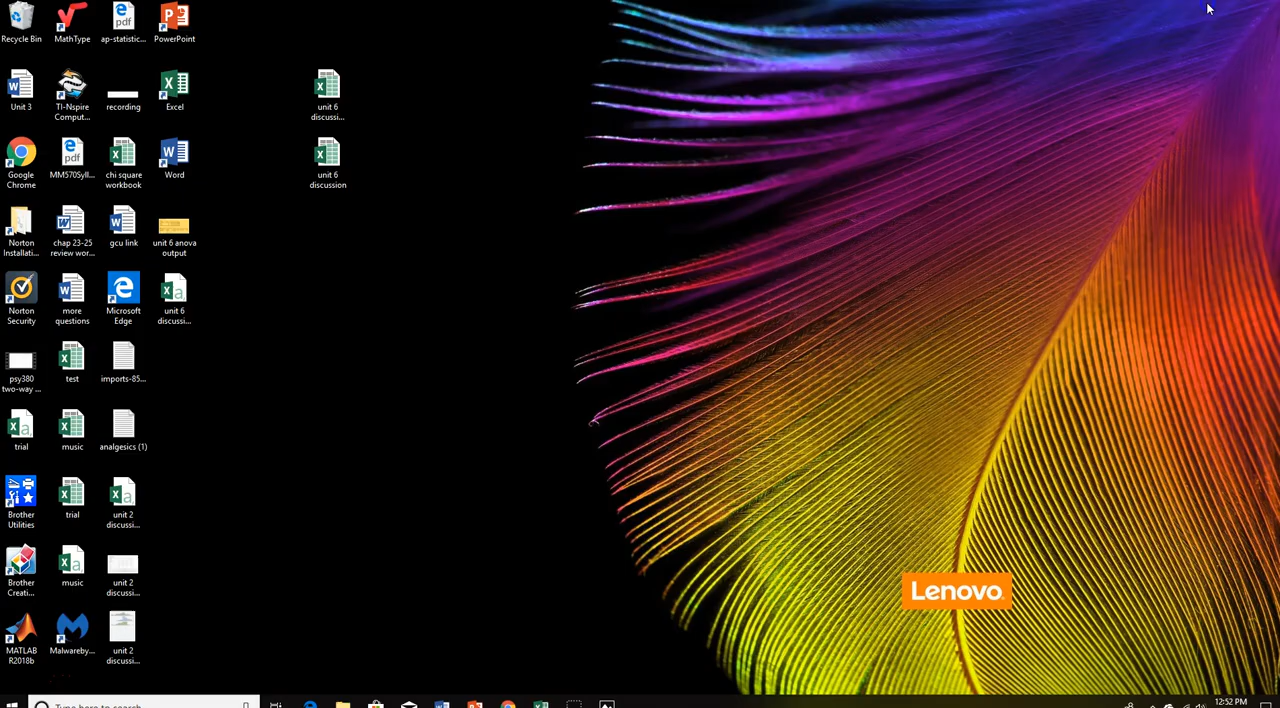 Recycle Bin
MathType
pdf
ap-statistic...
PowerPoint
Unit 3
TI-Nspire
Comput...
recording
Excel
unit 6
discussi...
Google
Chrome
pdf
MM570Syll...
chi square
workbook
Word
unit 6
discussion
Norton
Installati...
chap 23-25
review wor...
gcu link
unit 6 anova
output
Norton
Security
more
questions
Microsoft
Edge
unit 6
discussi...
psy380
two-way ...
test
imports-85...
trial
music
analgesics (1)
Brother
Utilities
trial
unit 2
discussi...
Brother
Creati...
music
unit 2
discussi...
MATLAB
R2018b
Malwareby...
unit 2
discussi...
Lenovo
Type here to search
12:52 PM